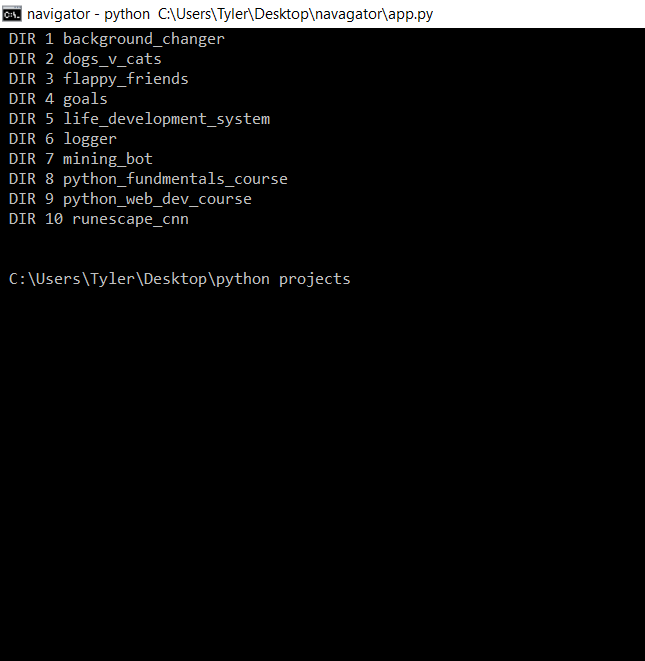 navigator - python C:\Users\Tyler\Desktop\navagator\app.py
DIR 1 background_changer
DIR 2 dogs_v_cats
DIR 3 flappy_friends
DIR 4 goals
DIR 5 life_development_system
DIR 6 logger
DIR 7 mining_bot
DIR 8 python_fundmentals_course
DIR 9 python_web_dev_course
DIR 10 runescape_cnn
C:\Users\Tyler\Desktop\python projects